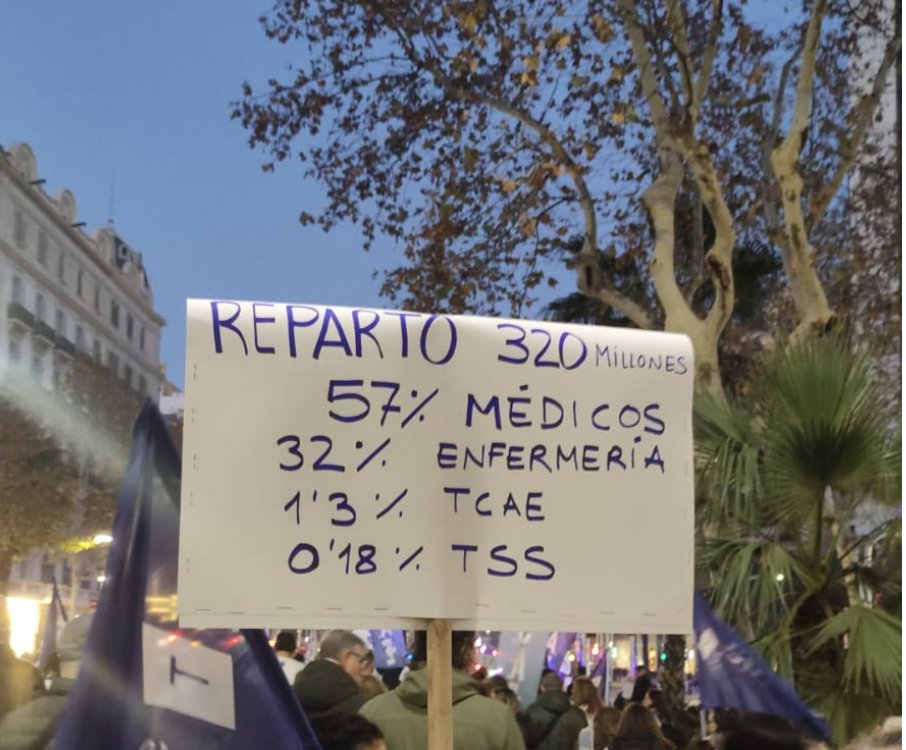 REPARTO 320 MILLONES
57% MÉDICOS
32% ENFERMERÍA
1'3% TCAE
0'18% TSS
T